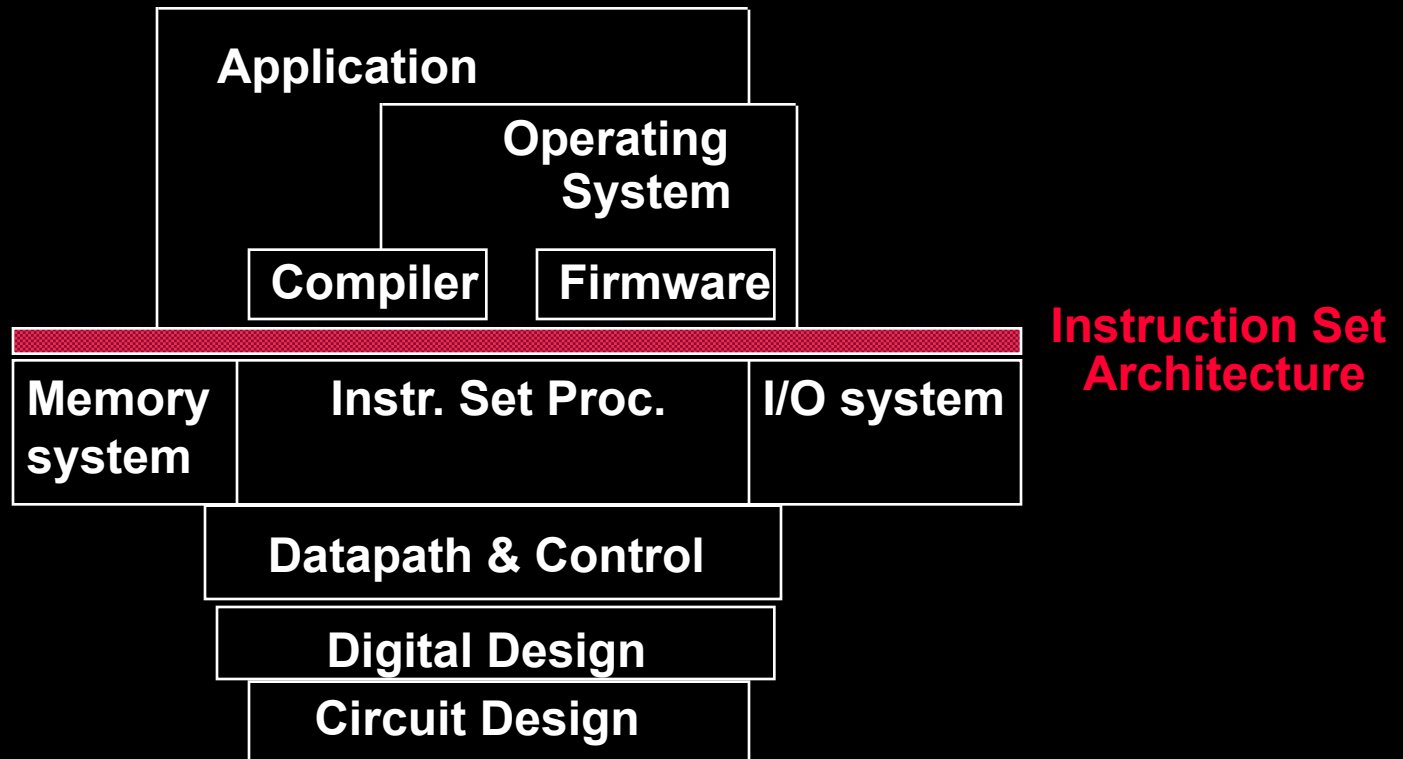 Application
Operating
System
Compiler
Firmware
Instruction Set
Architecture
Memory
system
Instr. Set Proc.
I/O system
Datapath & Control
Digital Design
Circuit Design